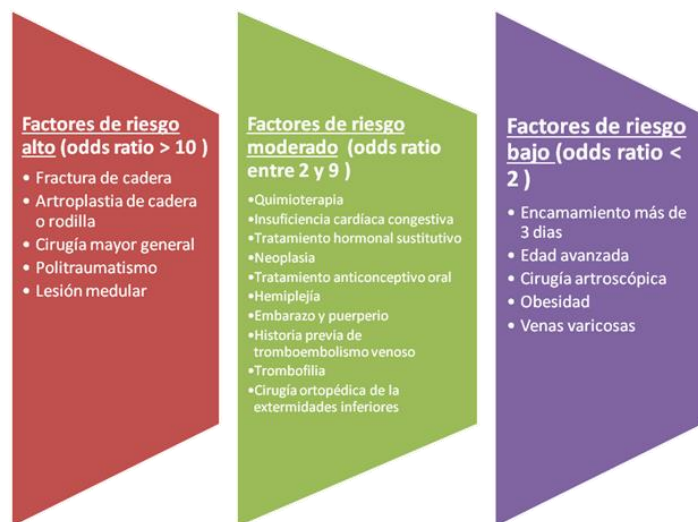 Factores de riesgo
alto (odds ratio > 10 )
• Fractura de cadera
• Artroplastia de cadera
o rodilla
• Cirugía mayor general
• Politraumatismo
• Lesión medular
Factores de riesgo
moderado (odds ratio
entre 2 y 9 )
•Quimioterapia
•Insuficiencia cardíaca congestiva
•Tratamiento hormonal sustitutivo
•Neoplasia
•Tratamiento anticonceptivo oral
•Hemiplejía
•Embarazo y puerperio
•Historia previa de
tromboembolismo venoso
•Trombofilia
•Cirugía ortopédica de la
extermidades inferiores
Factores de riesgo
bajo (odds ratio <
2 )
• Encamamiento más de
3 dias
• Edad avanzada
• Cirugía artroscópica
• Obesidad
• Venas varicosas